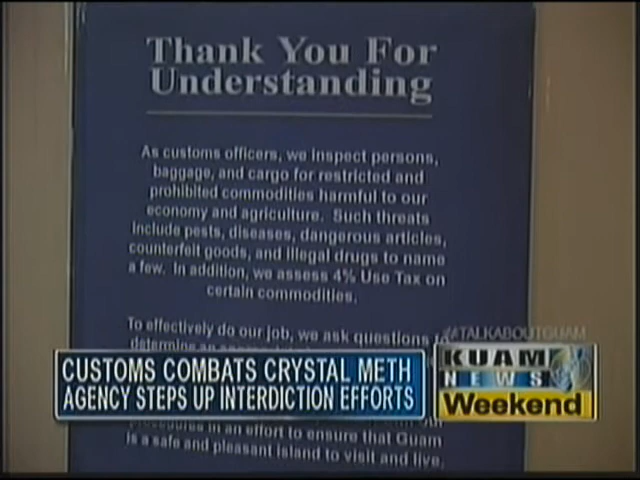 Thank You For
Understanding
As customs officers, we inspect persons,
baggage, and cargo for restricted and
prohibited commodities harmful to our
economy and agriculture. Such threats
include pests, diseases, dangerous articles,
counterfeit goods, and illegal drugs to name
a few. In addition, we assess 4% Use Tax on
certain commodities.
To effectively do our job, we ask questions to
determine an
#TALKABOUTGUAM
CUSTOMS COMBATS CRYSTAL METH
AGENCY STEPS UP INTERDICTION EFFORTS
KUAM
NEWS
Weekend
procedures in an effort to ensure that Guam
is a safe and pleasant island to visit and live.